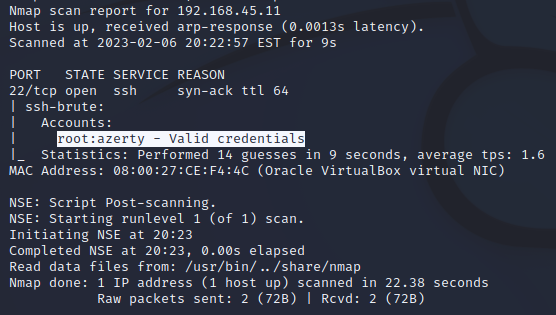 Nmap scan report for 192.168.45.11
Host is up, received arp-response (0.0013s latency).
Scanned at 2023-02-06 20:22:57 EST for 9s
PORT   STATE SERVICE REASON
22/tcp open  ssh     syn-ack ttl 64
| ssh-brute:
|   Accounts:
|     root:azerty - Valid credentials
|_  Statistics: Performed 14 guesses in 9 seconds, average tps: 1.6
MAC Address: 08:00:27:CE:F4:4C (Oracle VirtualBox virtual NIC)
NSE: Script Post-scanning.
NSE: Starting runlevel 1 (of 1) scan.
Initiating NSE at 20:23
Completed NSE at 20:23, 0.00s elapsed
Read data files from: /usr/bin/../share/nmap
Nmap done: 1 IP address (1 host up) scanned in 22.38 seconds
           Raw packets sent: 2 (72B) | Rcvd: 2 (72B)